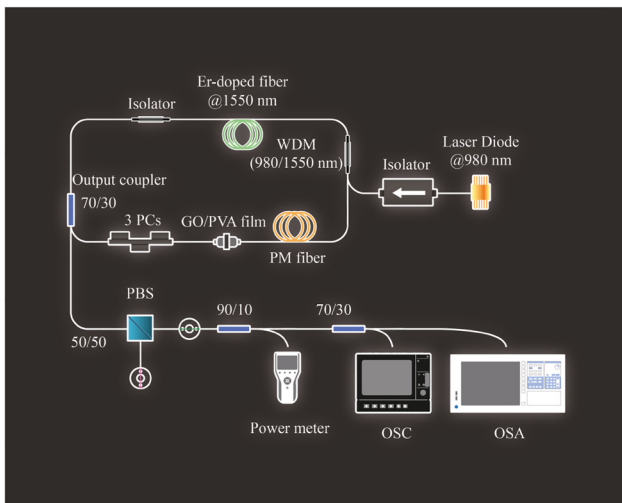 Er-doped fiber
@1550 nm
Isolator
WDM
(980/1550 nm)
Laser Diode
@980 nm
Isolator
Output coupler
70/30
3 PCs
GO/PVA film
PM fiber
PBS
50/50
90/10
70/30
Power meter
OSC
OSA